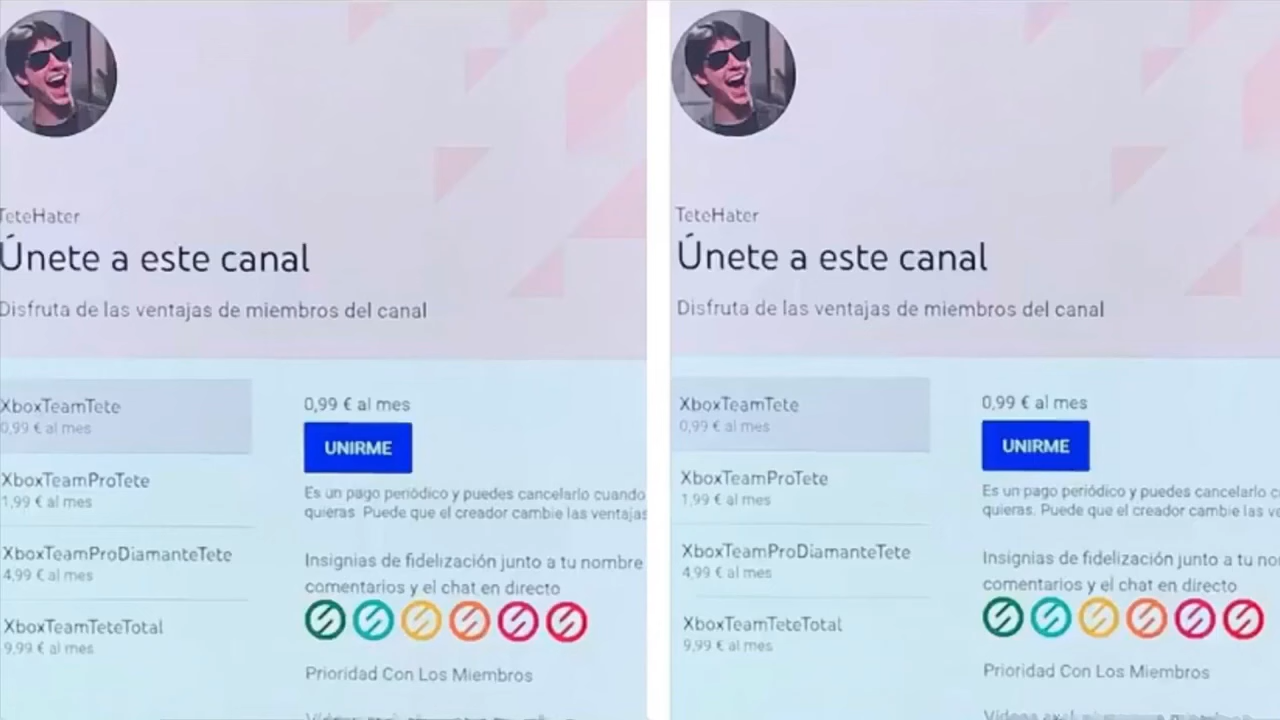 TeteHater
Únete a este canal
Disfruta de las ventajas de miembros del canal
XboxTeamTete
0,99 € al mes
XboxTeamProTete
1,99 € al mes
XboxTeamProDiamanteTete
4,99 € al mes
XboxTeamTeteTotal
9,99 € al mes
0,99 € al mes
UNIRME
Es un pago periódico y puedes cancelarlo cuando
quieras. Puede que el creador cambie las ventajas
Insignias de fidelización junto a tu nombre
comentarios y el chat en directo
Prioridad Con Los Miembros
TeteHater
Únete a este canal
Disfruta de las ventajas de miembros del canal
XboxTeamTete
0,99 € al mes
XboxTeamProTete
1,99 € al mes
XboxTeamProDiamanteTete
4,99 € al mes
XboxTeamTeteTotal
9,99 € al mes
0,99 € al mes
UNIRME
Es un pago periódico y puedes cancelarlo
quieras. Puede que el creador cambie las
Insignias de fidelización junto a tu
comentarios y el chat en directo
Prioridad Con Los Miembros